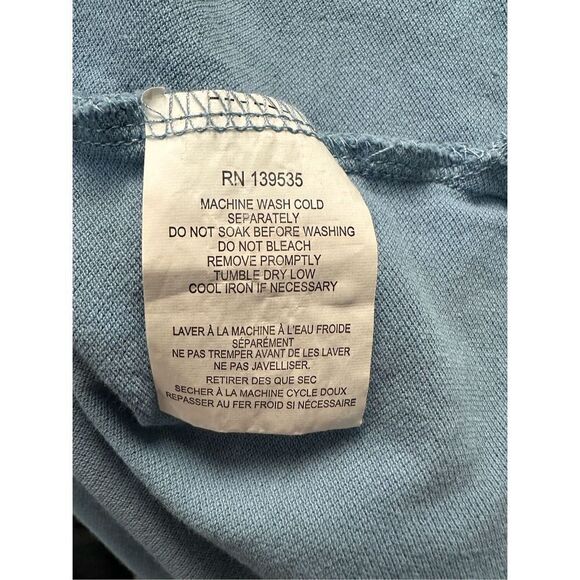 RN 139535
MACHINE WASH COLD
SEPARATELY
DO NOT SOAK BEFORE WASHING
DO NOT BLEACH
REMOVE PROMPTLY
TUMBLE DRY LOW
COOL IRON IF NECESSARY
LAVER À LA MACHINE À L'EAU FROIDE
SÉPARÉMENT
NE PAS TREMPER AVANT DE LES LAVER
NE PAS JAVELLISER.
RETIRER DES QUE SEC
SECHER À LA MACHINE CYCLE DOUX
REPASSER AU FER FROID SI NÉCESSAIRE